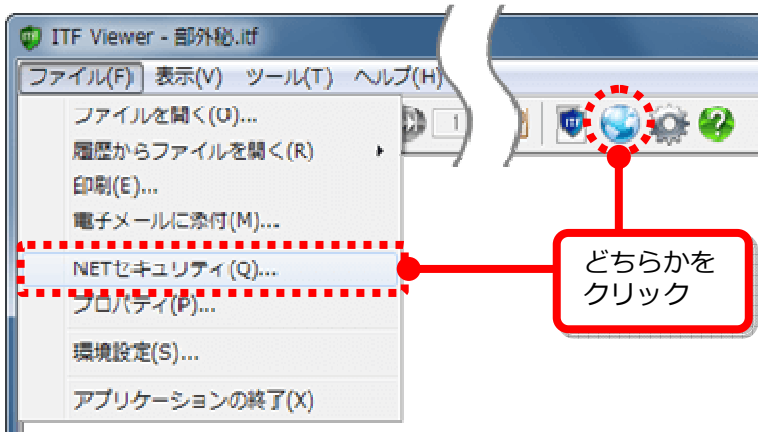 ITF Viewer - 部外秘.itf
ファイル(F) 表示(V) ツール(T) ヘルプ(H)
ファイルを開く(O)...
履歴からファイルを開く(R)
印刷(E)...
電子メールに添付(M)...
NETセキュリティ(Q)...
プロパティ(P)...
環境設定(S)...
アプリケーションの終了(X)
1
ITF
どちらかを
クリック